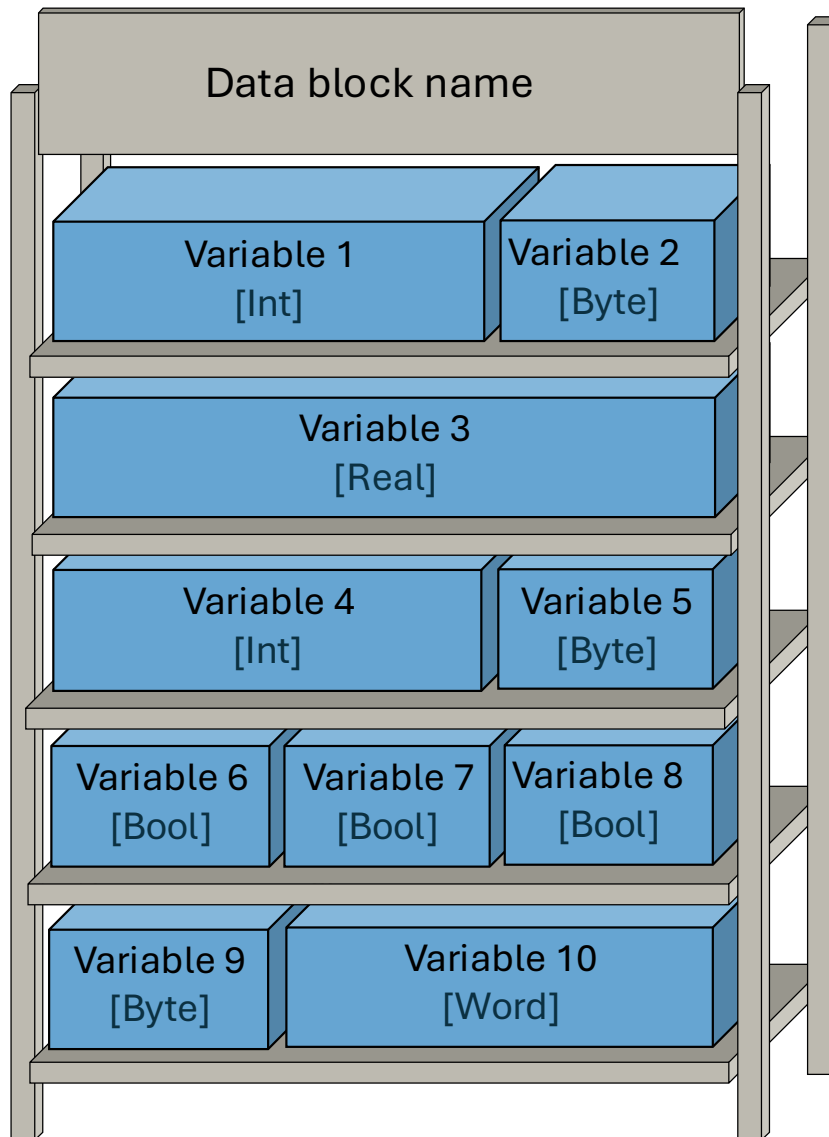 Data block name
Variable 1
[Int]
Variable 2
[Byte]
Variable 3
[Real]
Variable 4
[Int]
Variable 5
[Byte]
Variable 6
[Bool]
Variable 7
[Bool]
Variable 8
[Bool]
Variable 9
[Byte]
Variable 10
[Word]